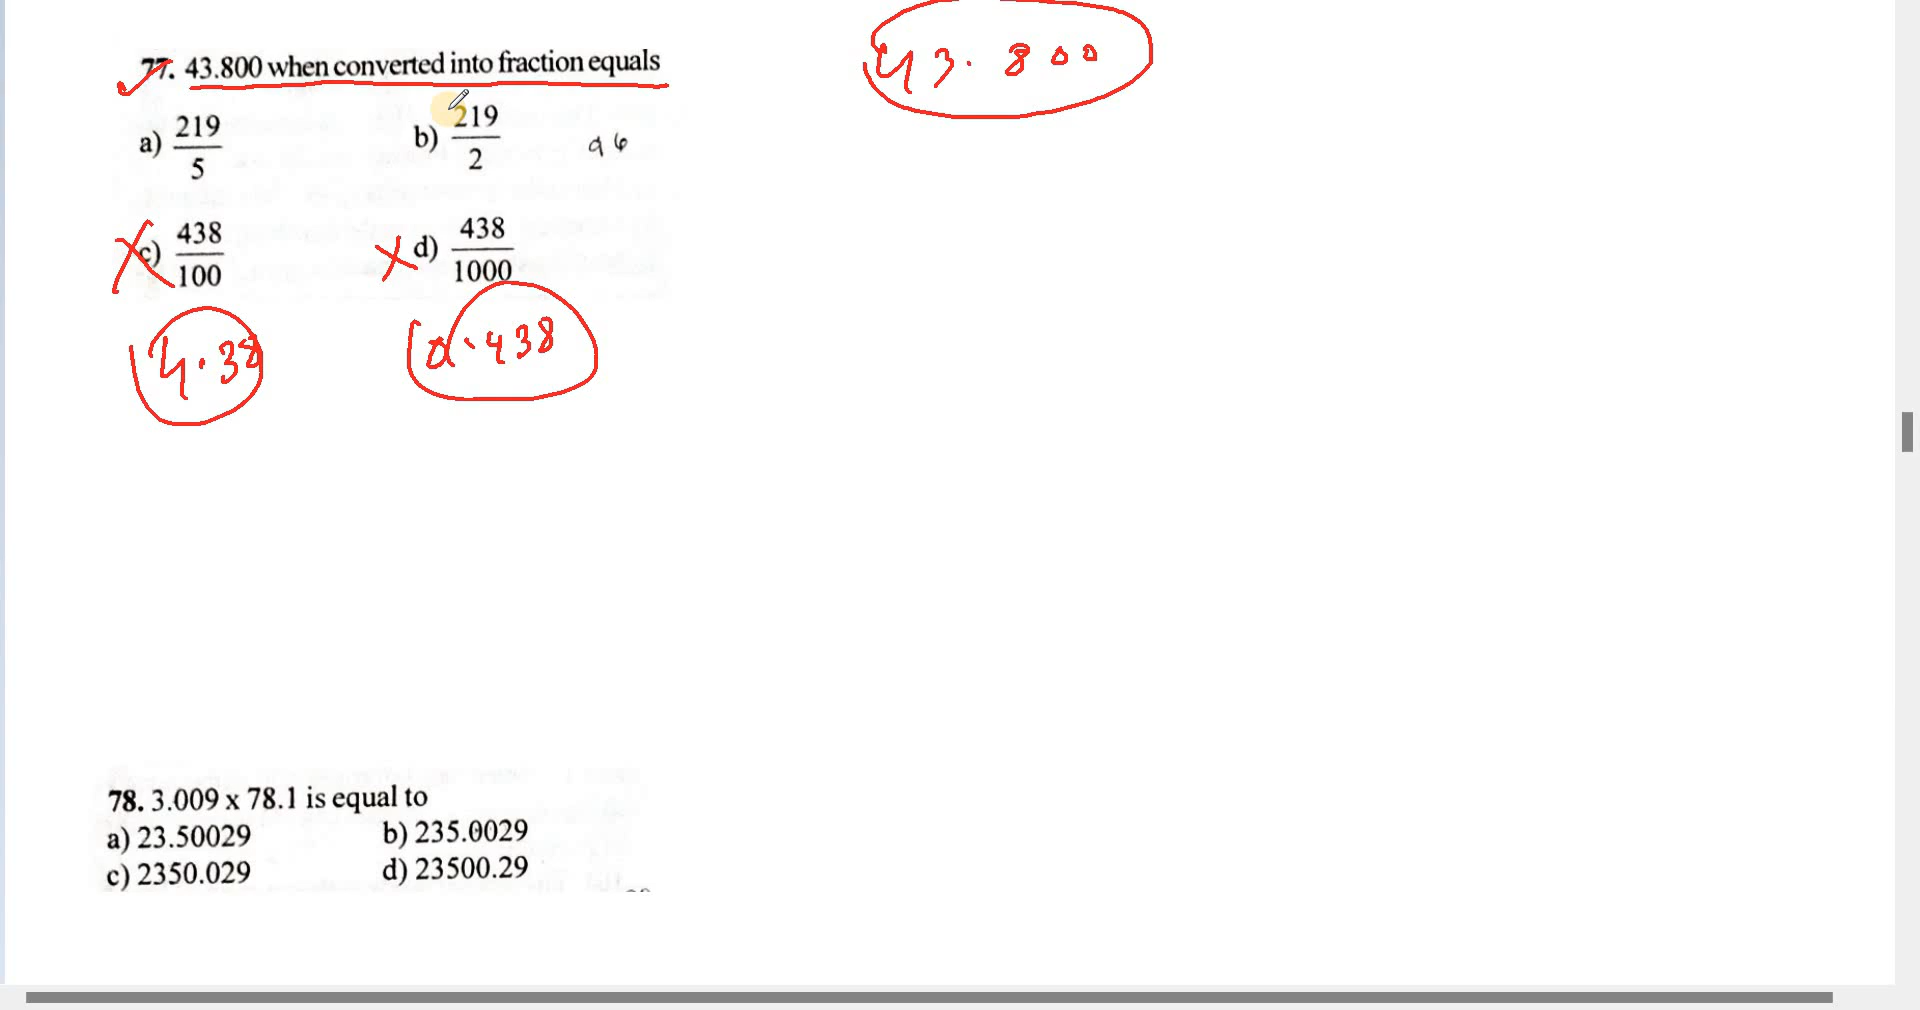 77. 43.800 when converted into fraction equals
43.800
a) 219/5
b) 219/2
c) 438/100
d) 438/1000
4.38
0.438
78. 3.009 x 78.1 is equal to
a) 23.50029
b) 235.0029
c) 2350.029
d) 23500.29